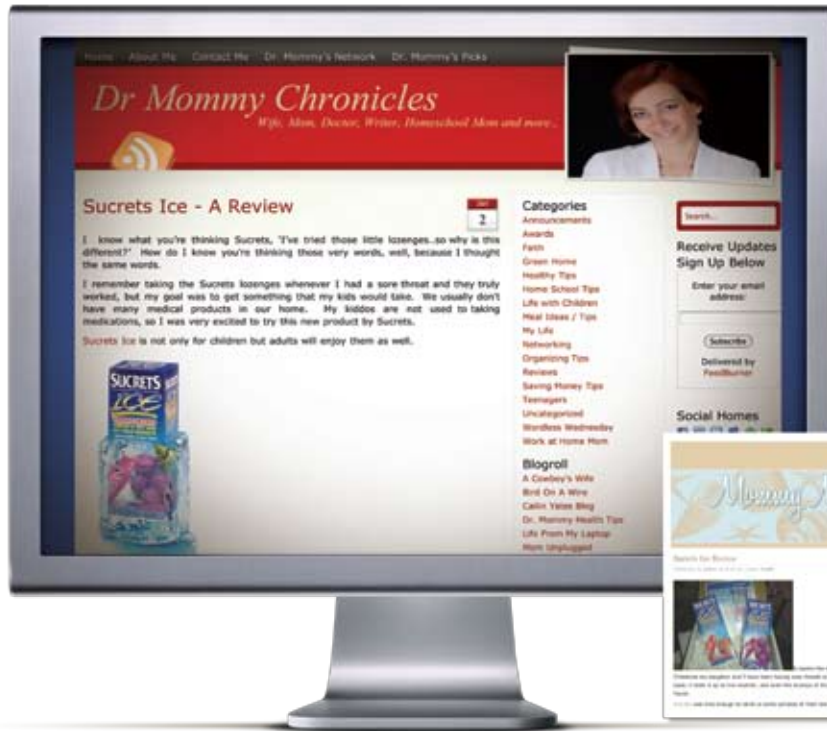 Home About Me Contact Me Dr. Mommy's Network Dr. Mommy's Picks
Dr Mommy Chronicles
Wife, Mom, Doctor, Writer, Homeschool Mom and more..
Sucrets Ice - A Review
2
I know what you're thinking Sucrets, "I've tried those little lozenges..so why is this
different?" How do I know you're thinking those very words, well, because I thought
the same words.
I remember taking the Sucrets lozenges whenever I had a sore throat and they truly
worked, but my goal was to get something that my kids would take. We usually don't
have many medical products in our home. My kiddos are not used to taking
medications, so I was very excited to try this new product by Sucrets.
Sucrets Ice is not only for children but adults will enjoy them as well.
SUCRETS
ICE
Categories
Announcements
Awards
Faith
Green Home
Healthy Tips
Home School Tips
Life with Children
Meal Ideas / Tips
My Life
Networking
Organizing Tips
Reviews
Saving Money Tips
Teenagers
Uncategorized
Wordless Wednesday
Work at Home Mom
Blogroll
A Cowboy's Wife
Bird On A Wire
Cailin Yates Blog
Dr. Mommy Health Tips
Life From My Laptop
Mom Unplugged
Search...
Receive Updates
Sign Up Below
Enter your email
address:
Subscribe
Delivered by
FeedBurner
Social Homes
Mommy
Sucrets Ice Review